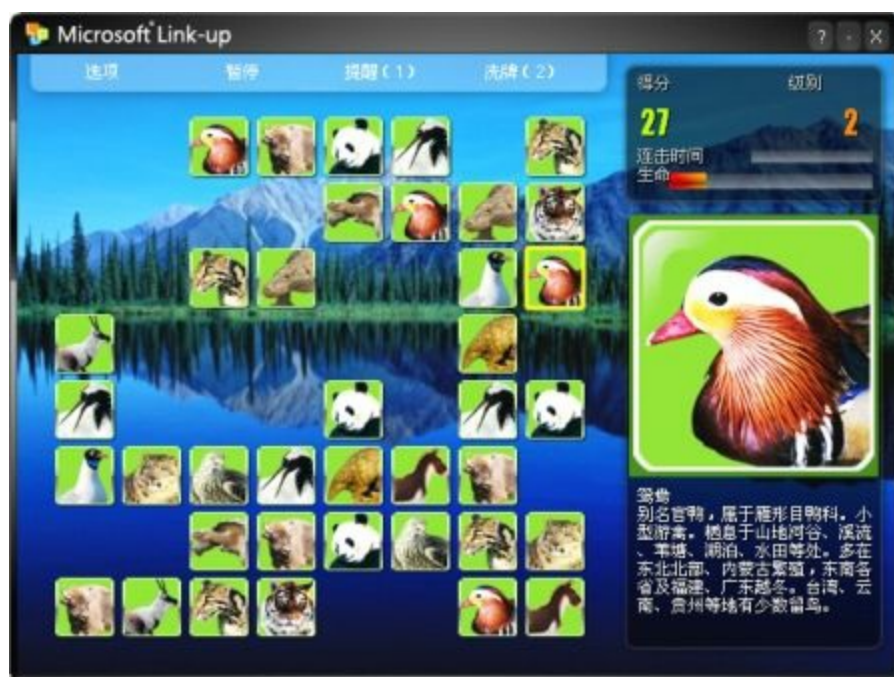 Microsoft® Link-up
? - X
选项 暂停 提醒(1) 洗牌(2)
得分 级别
27 2
连击时间
生命
鸳鸯
别名官鸭，属于雁形目鸭科。小
型游禽。栖息于山地河谷、溪流
、苇塘、湖泊、水田等处。多在
东北北部、内蒙古繁殖，东南各
省及福建、广东越冬。台湾、云
南、贵州等地有少数留鸟。